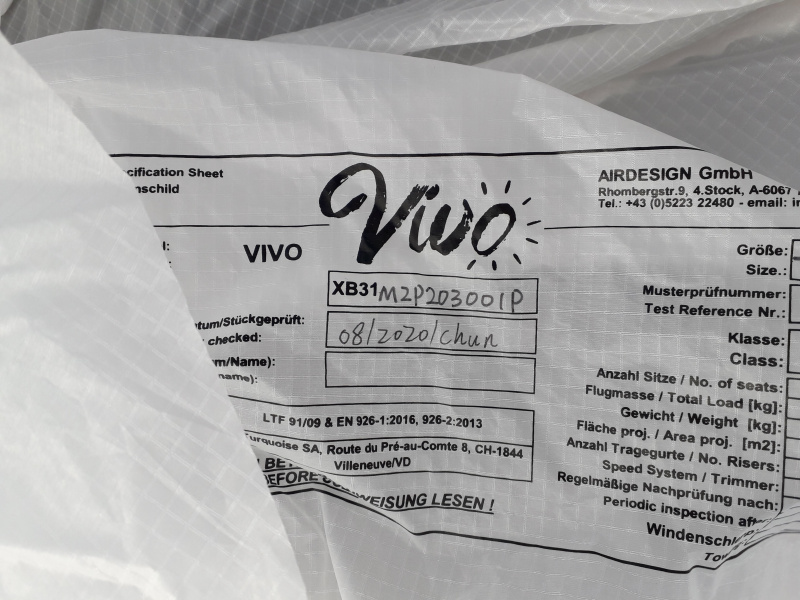 cification Sheet
nschild
Vivo
AIRDESIGN GmbH
Rhombergstr.9, 4.Stock, A-6067
Tel.: +43 (0)5223 22480 - email:
VIVO
XB31M2P203001P
tum/Stückgeprüft:
checked:
08/2020/chun
m/Name):
name):
LTF 91/09 & EN 926-1:2016, 926-2:2013
Turquoise SA, Route du Pré-au-Comte 8, CH-1844
Villeneuve/VD
BE
EFORE
WEISUNG LESEN !
Größe:
Size.:
Musterprüfnummer:
Test Reference Nr.:
Klasse:
Class:
Anzahl Sitze / No. of seats:
Flugmasse / Total Load [kg]:
Gewicht / Weight [kg]:
Fläche proj. / Area proj. [m2]:
Anzahl Tragegurte / No. Risers:
Speed System / Trimmer:
Regelmäßige Nachprüfung nach:
Periodic inspection aft
Windensch
Tow